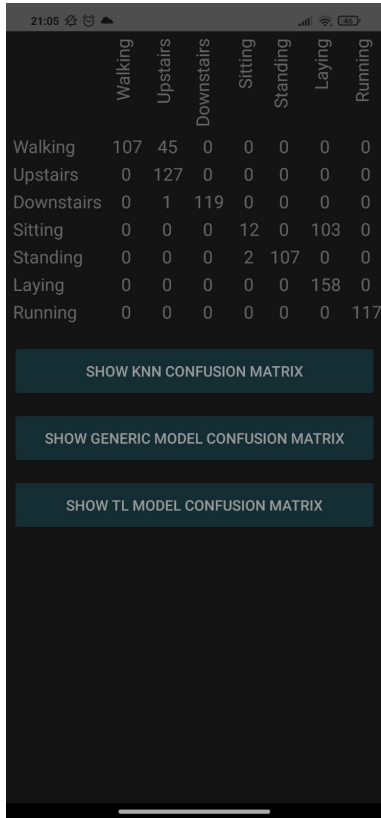 21:05 46
Walking Upstairs Downstairs Sitting Standing Laying Running
Walking 107 45 0 0 0 0 0
Upstairs 0 127 0 0 0 0 0
Downstairs 0 1 119 0 0 0 0
Sitting 0 0 0 12 0 103 0
Standing 0 0 0 2 107 0 0
Laying 0 0 0 0 0 158 0
Running 0 0 0 0 0 0 117
SHOW KNN CONFUSION MATRIX
SHOW GENERIC MODEL CONFUSION MATRIX
SHOW TL MODEL CONFUSION MATRIX